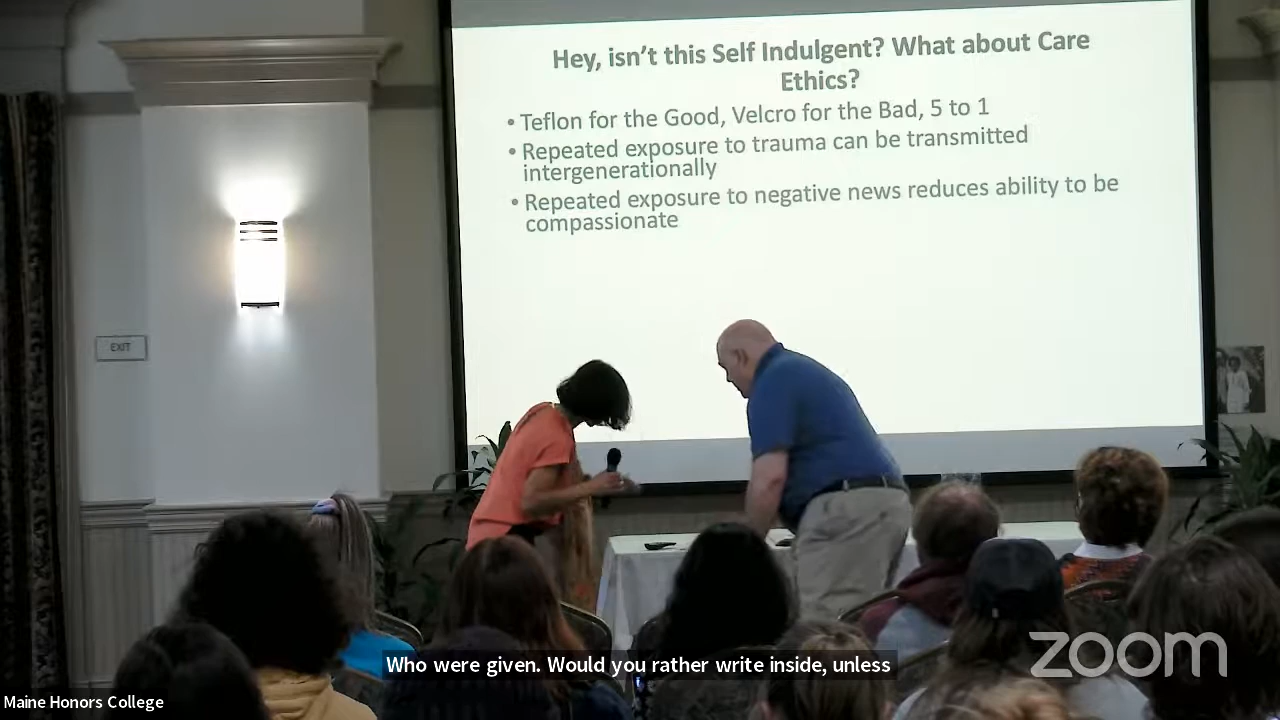 Hey, isn't this Self Indulgent? What about Care
Ethics?
• Teflon for the Good, Velcro for the Bad, 5 to 1
• Repeated exposure to trauma can be transmitted
intergenerationally
• Repeated exposure to negative news reduces ability to be
compassionate
EXIT
Who were given. Would you rather write inside, unless
zoom
Maine Honors College